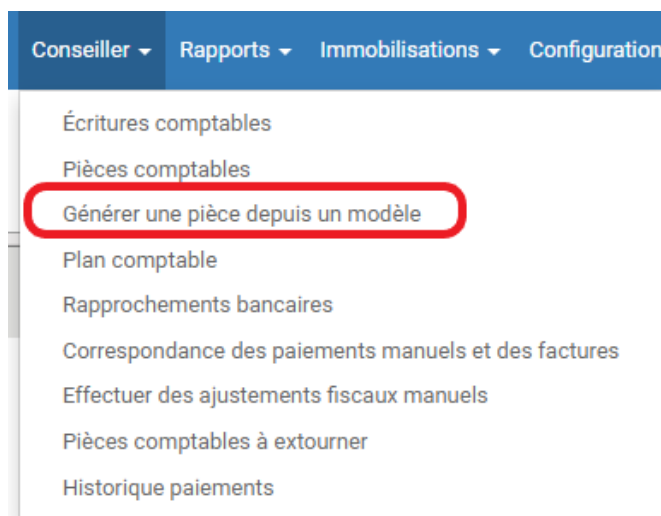 Conseiller Rapports Immobilisations Configuration
Écritures comptables
Pièces comptables
Générer une pièce depuis un modèle
Plan comptable
Rapprochements bancaires
Correspondance des paiements manuels et des factures
Effectuer des ajustements fiscaux manuels
Pièces comptables à extourner
Historique paiements